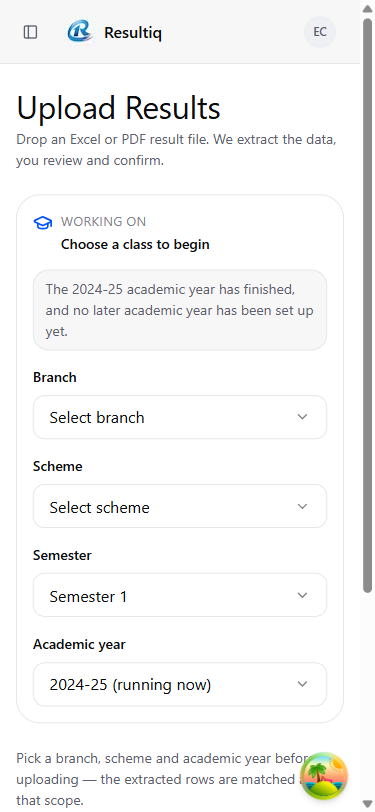 Resultiq
EC
Upload Results
Drop an Excel or PDF result file. We extract the data,
you review and confirm.
WORKING ON
Choose a class to begin
The 2024-25 academic year has finished,
and no later academic year has been set up
yet.
Branch
Select branch
Scheme
Select scheme
Semester
Semester 1
Academic year
2024-25 (running now)
Pick a branch, scheme and academic year before
uploading — the extracted rows are matched
that scope.